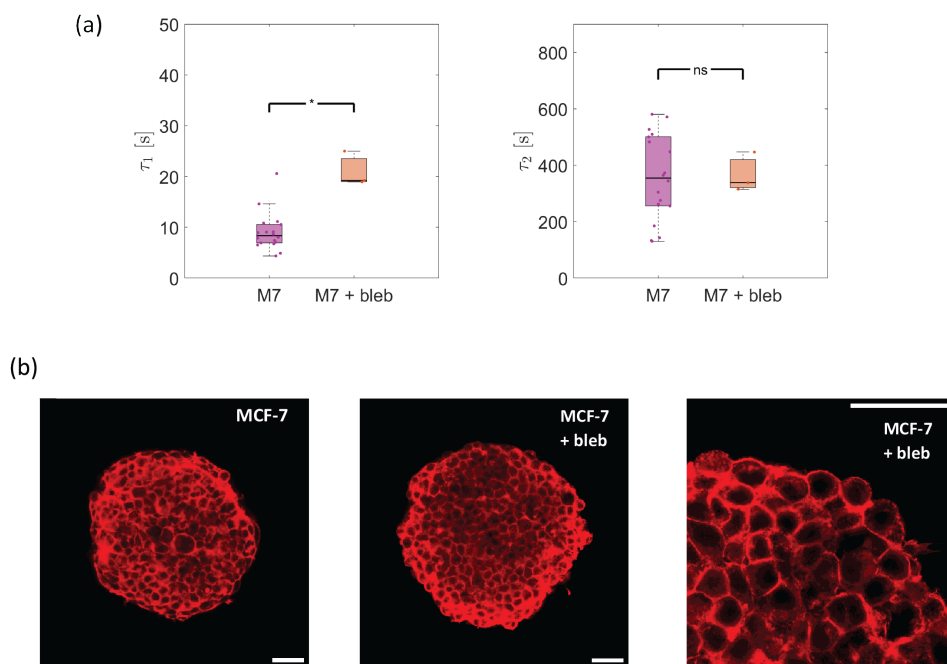 (a)
50
40
30
20
10
0
τ₁ [s]
*
M7
M7 + bleb
800
600
400
200
0
τ₂ [s]
ns
M7
M7 + bleb
(b)
MCF-7
MCF-7
+ bleb
MCF-7
+ bleb